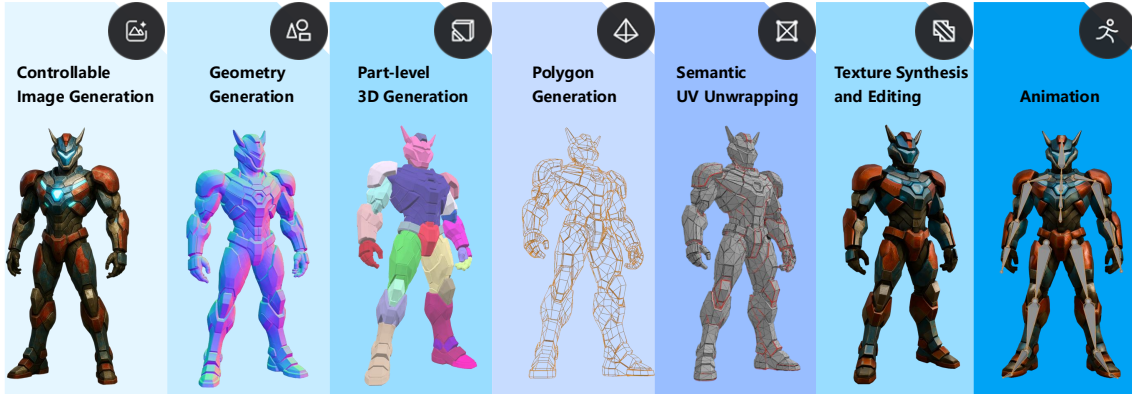 Controllable
Image Generation
Geometry
Generation
Part-level
3D Generation
Polygon
Generation
Semantic
UV Unwrapping
Texture Synthesis
and Editing
Animation